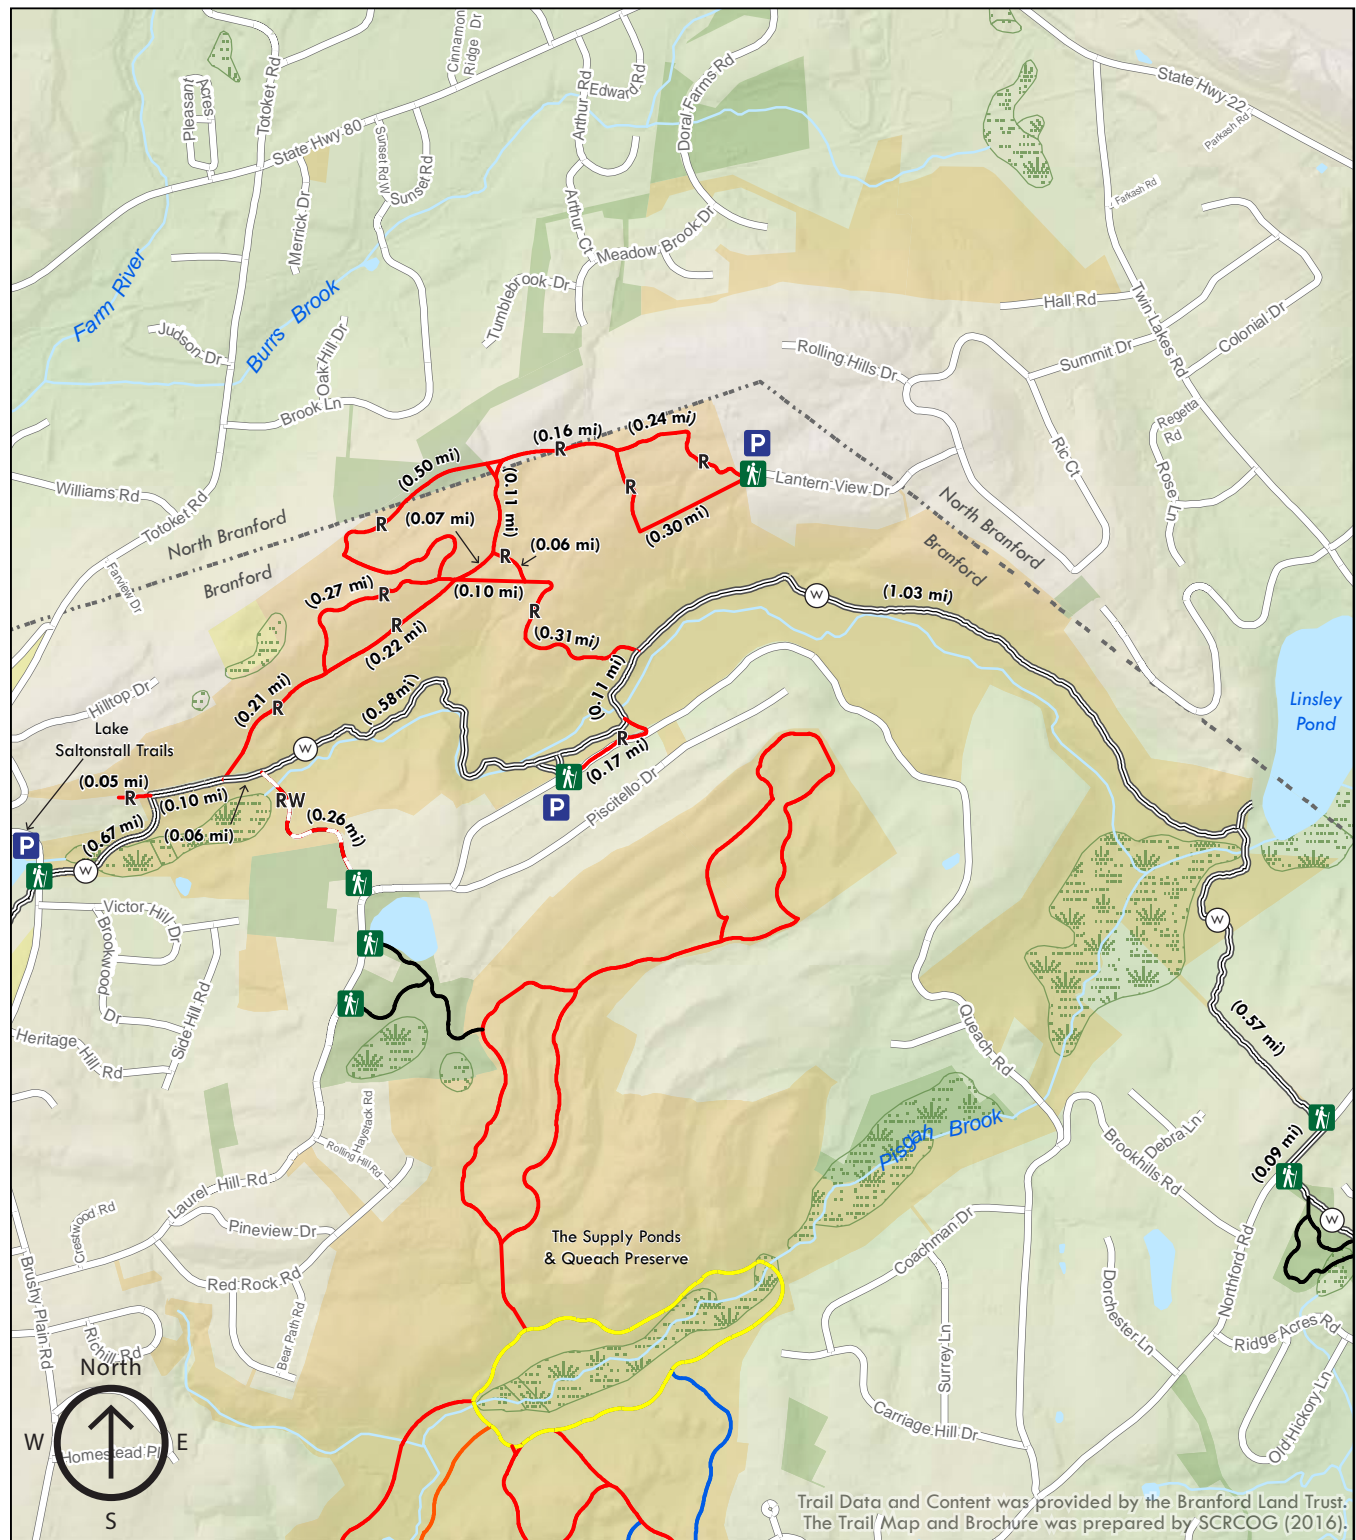 Cinnamon
Ridge Dr
Pleasant
Acres
Totoket Rd
State Hwy 80
Sunset Rd W
Sunset Rd
Merrick Dr
Arthur Rd
Edward Rd
Doral Farms Rd
State Hwy 22
Parkash Rd
Farkash Rd
Arthur Ct
Meadow Brook Dr
Tumblebrook Dr
Farm River
Burrs Brook
Judson Dr
Oak Hill Dr
Brook Ln
Hall Rd
Twin Lakes Rd
Colonial Dr
Summit Dr
Rolling Hills Dr
Regetta
Rd
Rose Ln
Ric Ct
(0.24 mi)
(0.16 mi)
R
P
(0.50 mi)
R
(0.11 mi)
R
Lantern View Dr
Williams Rd
Totoket Rd
North Branford
Branford
North Branford
Branford
R
(0.07 mi)
(0.30 mi)
R
(0.06 mi)
Farview Dr
(0.27 mi)
R
(0.10 mi)
W
(1.03 mi)
R
R
(0.22 mi)
(0.31 mi)
Hilltop Dr
(0.21 mi)
R
(0.58 mi)
(0.11 mi)
Linsley
Pond
Lake
Saltonstall Trails
W
R
(0.17 mi)
(0.05 mi)
R
(0.10 mi)
RW
(0.26 mi)
P
Piscitello Dr
(0.67 mi)
(0.06 mi)
P
W
Victor Hill Dr
Brookwood
Dr
Side Hill Rd
Heritage Hill Rd
W
(0.57 mi)
Queach Rd
Haystack Rd
Rolling Hill Rd
Pisgah Brook
Debra Ln
Brookhills Rd
(0.09 mi)
Laurel Hill Rd
Crestwood Rd
Pineview Dr
The Supply Ponds
& Queach Preserve
Coachman Dr
W
Brushy Plain Rd
Red Rock Rd
Bear Path Rd
Dorchester Ln
Northford Rd
Richill Rd
Ridge Acres Rd
Surrey Ln
North
W
E
S
Homestead Pl
Carriage Hill Dr
Old Hickory Ln
Trail Data and Content was provided by the Branford Land Trust.
The Trail Map and Brochure was prepared by SCRCOG (2016).